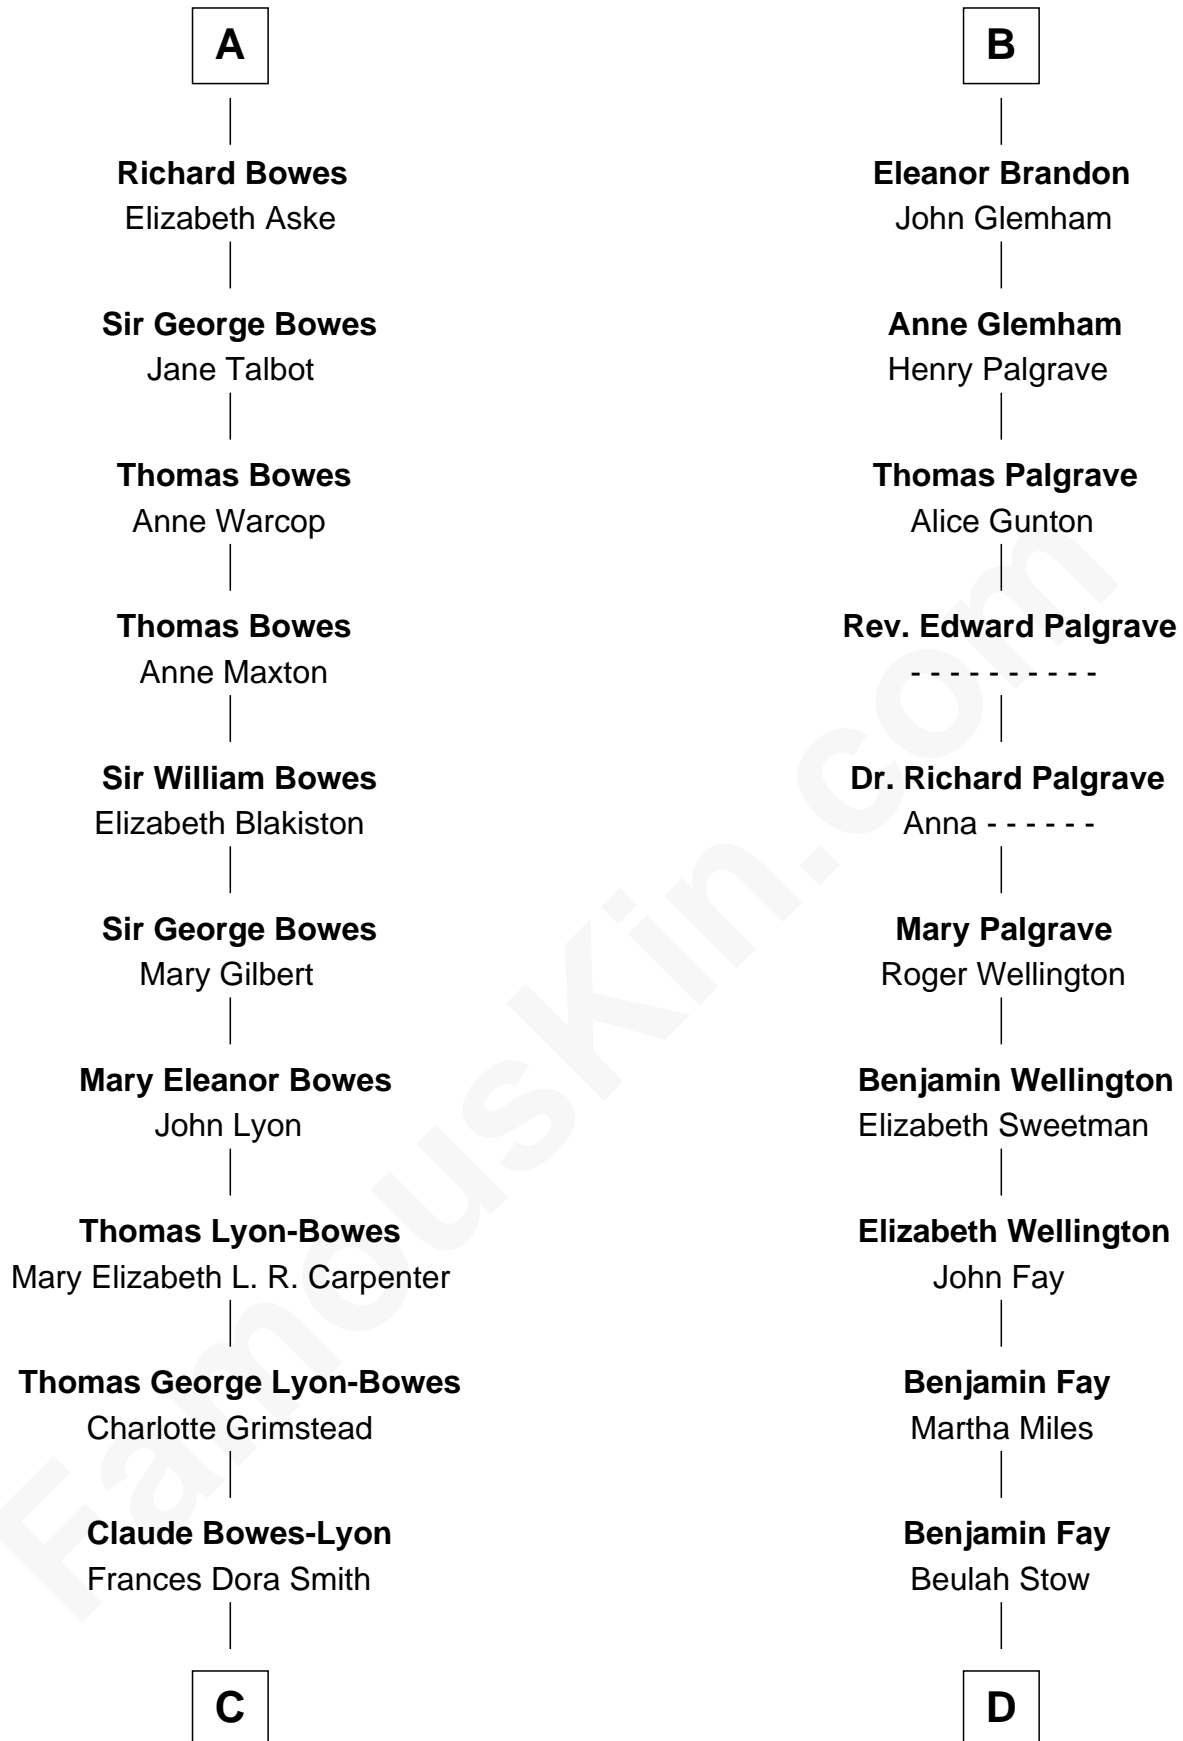 A
Richard Bowes
Elizabeth Aske
Sir George Bowes
Jane Talbot
Thomas Bowes
Anne Warcop
Thomas Bowes
Anne Maxton
Sir William Bowes
Elizabeth Blakiston
Sir George Bowes
Mary Gilbert
Mary Eleanor Bowes
John Lyon
Thomas Lyon-Bowes
Mary Elizabeth L. R. Carpenter
Thomas George Lyon-Bowes
Charlotte Grimstead
Claude Bowes-Lyon
Frances Dora Smith
C
B
Eleanor Brandon
John Glemham
Anne Glemham
Henry Palgrave
Thomas Palgrave
Alice Gunton
Rev. Edward Palgrave
- - - - - - - - - -
Dr. Richard Palgrave
Anna - - - - - -
Mary Palgrave
Roger Wellington
Benjamin Wellington
Elizabeth Sweetman
Elizabeth Wellington
John Fay
Benjamin Fay
Martha Miles
Benjamin Fay
Beulah Stow
D
FamousKin.com